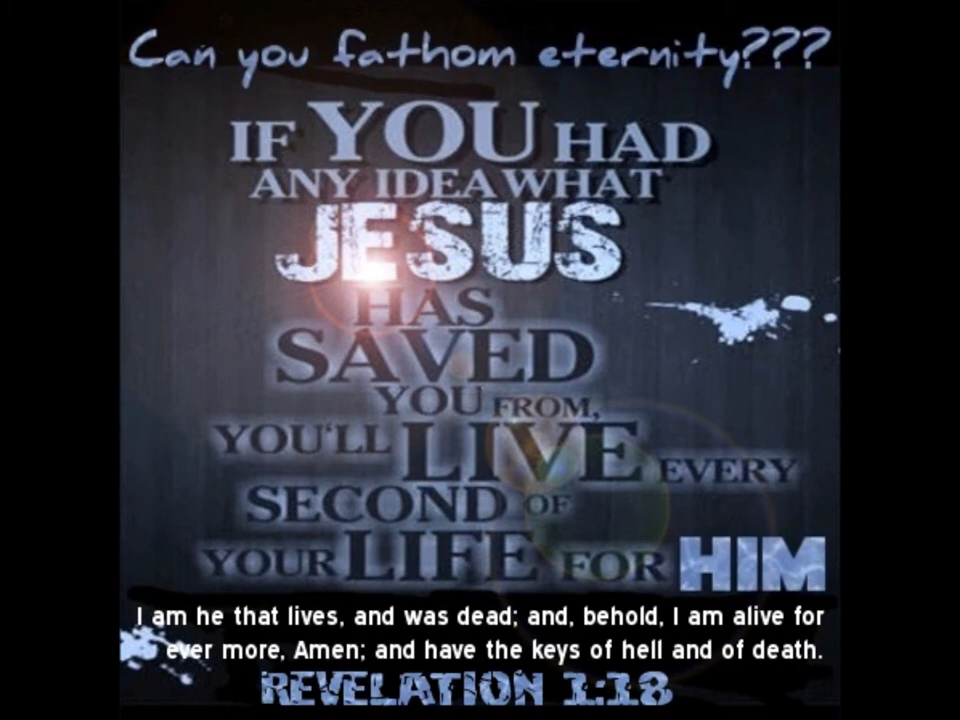 Can you fathom eternity???
IF YOU HAD
ANY IDEA WHAT
JESUS
HAS
SAVED
YOU FROM,
YOU'LL LIVE EVERY
SECOND OF
YOUR LIFE FOR HIM
I am he that lives, and was dead; and, behold, I am alive for
ever more, Amen; and have the keys of hell and of death.
REVELATION 1:18